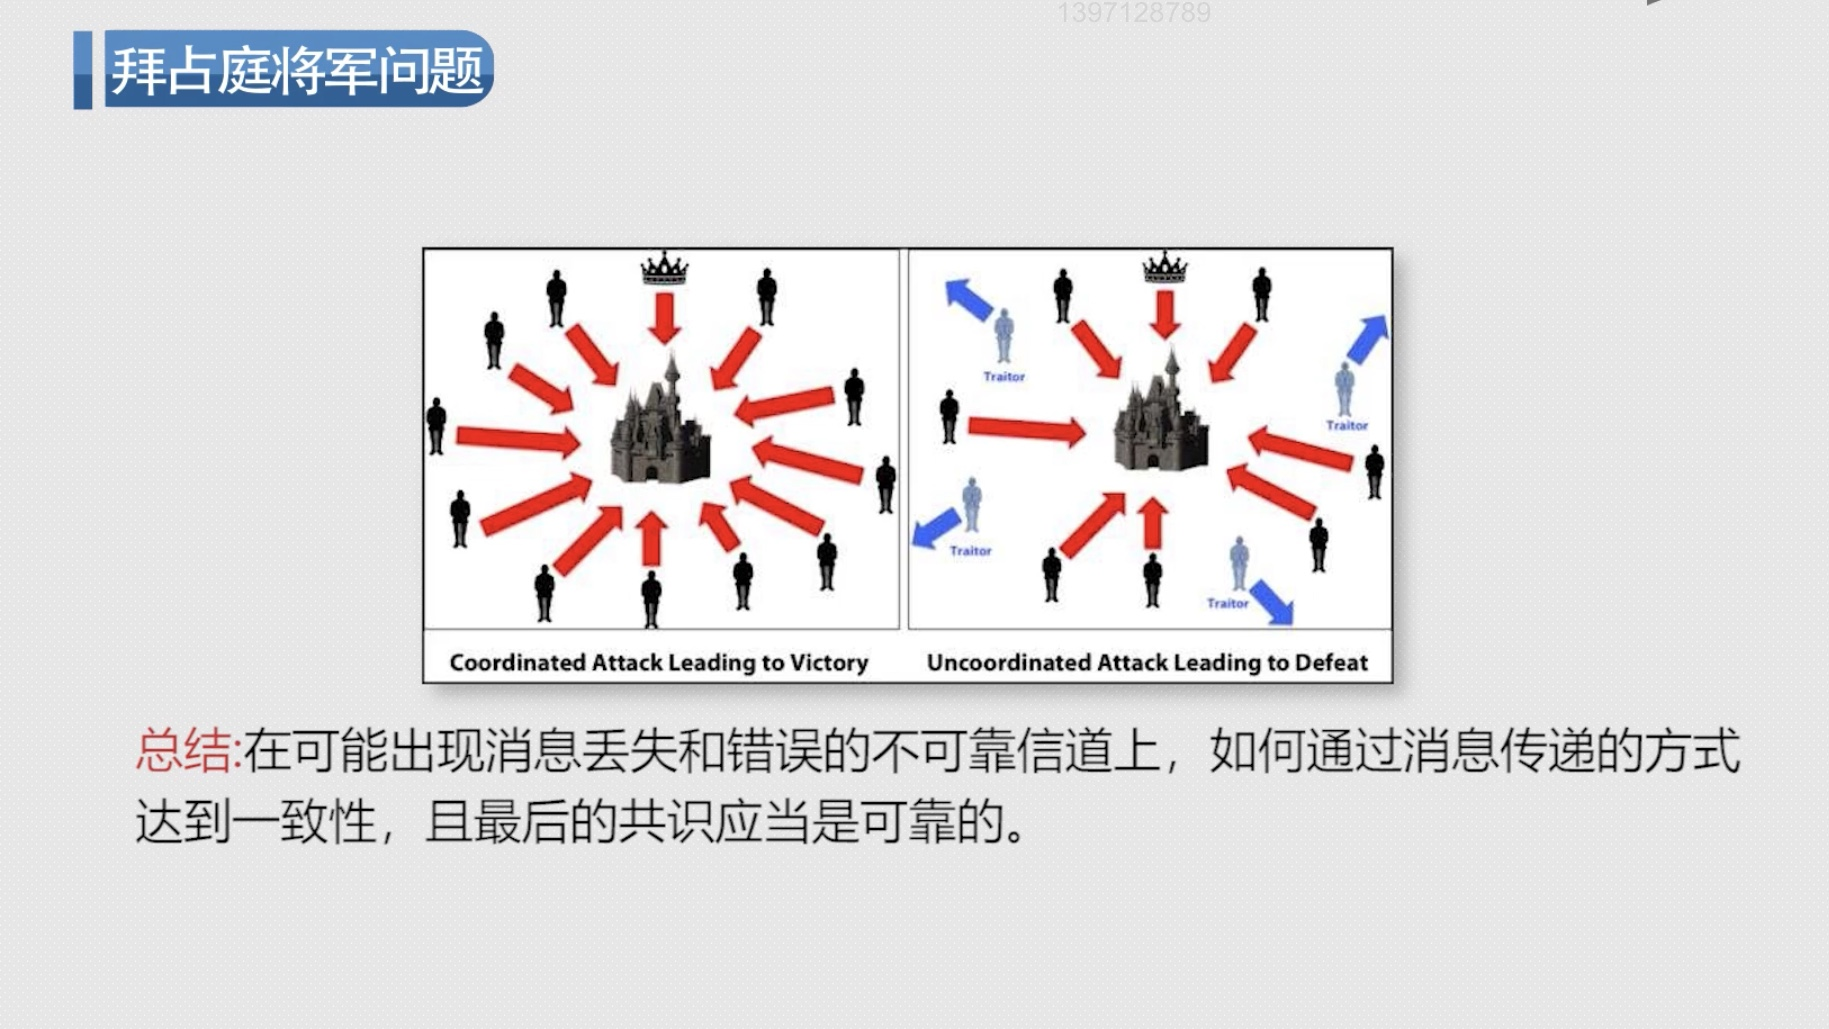 1397128789
拜占庭将军问题
Traitor
Traitor
Traitor
Traitor
Coordinated Attack Leading to Victory
Uncoordinated Attack Leading to Defeat
总结:在可能出现消息丢失和错误的不可靠信道上，如何通过消息传递的方式
达到一致性，且最后的共识应当是可靠的。